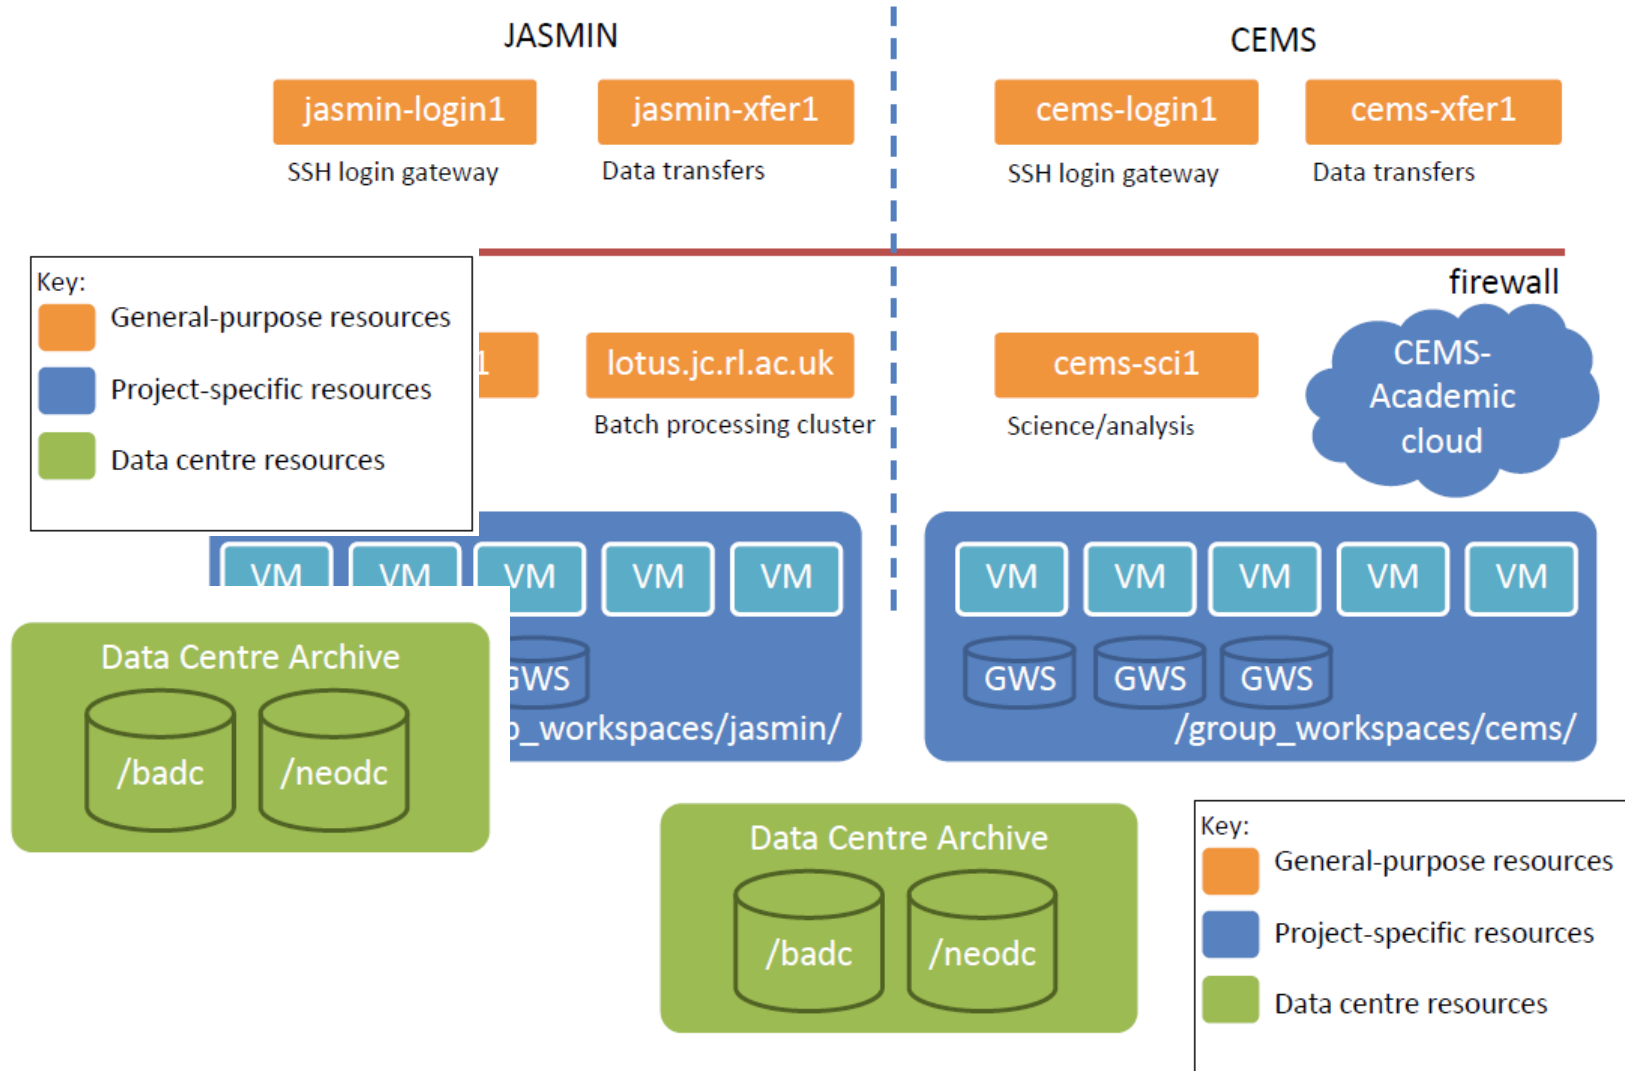 JASMIN
CEMS
jasmin-login1
jasmin-xfer1
cems-login1
cems-xfer1
SSH login gateway
Data transfers
SSH login gateway
Data transfers
firewall
Key:
General-purpose resources
Project-specific resources
Data centre resources
1
lotus.jc.rl.ac.uk
cems-sci1
CEMS-
Academic
cloud
Batch processing cluster
Science/analysis
VM
VM
VM
VM
VM
VM
VM
VM
VM
VM
GWS
GWS
GWS
GWS
_workspaces/jasmin/
/group_workspaces/cems/
Data Centre Archive
/badc
/neodc
Data Centre Archive
/badc
/neodc
Key:
General-purpose resources
Project-specific resources
Data centre resources